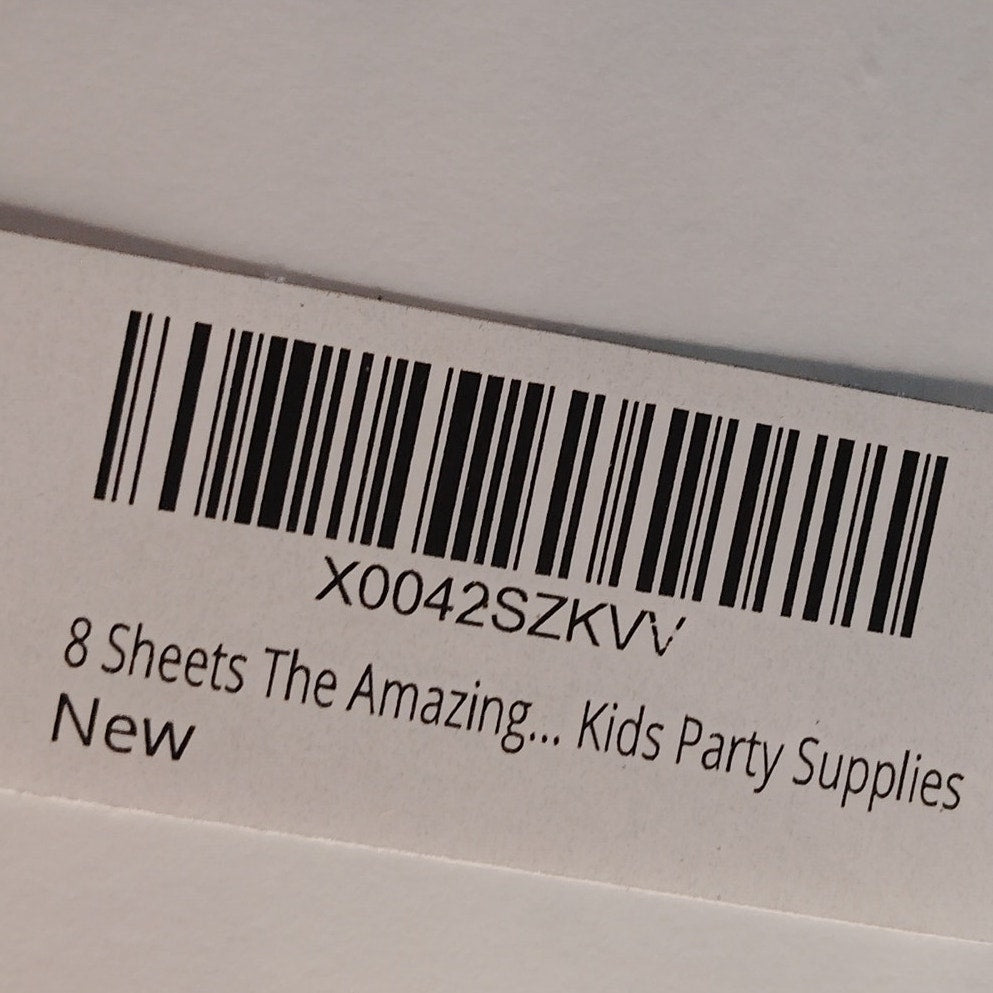 X0042SZKVV
8 Sheets The Amazing... Kids Party Supplies
New